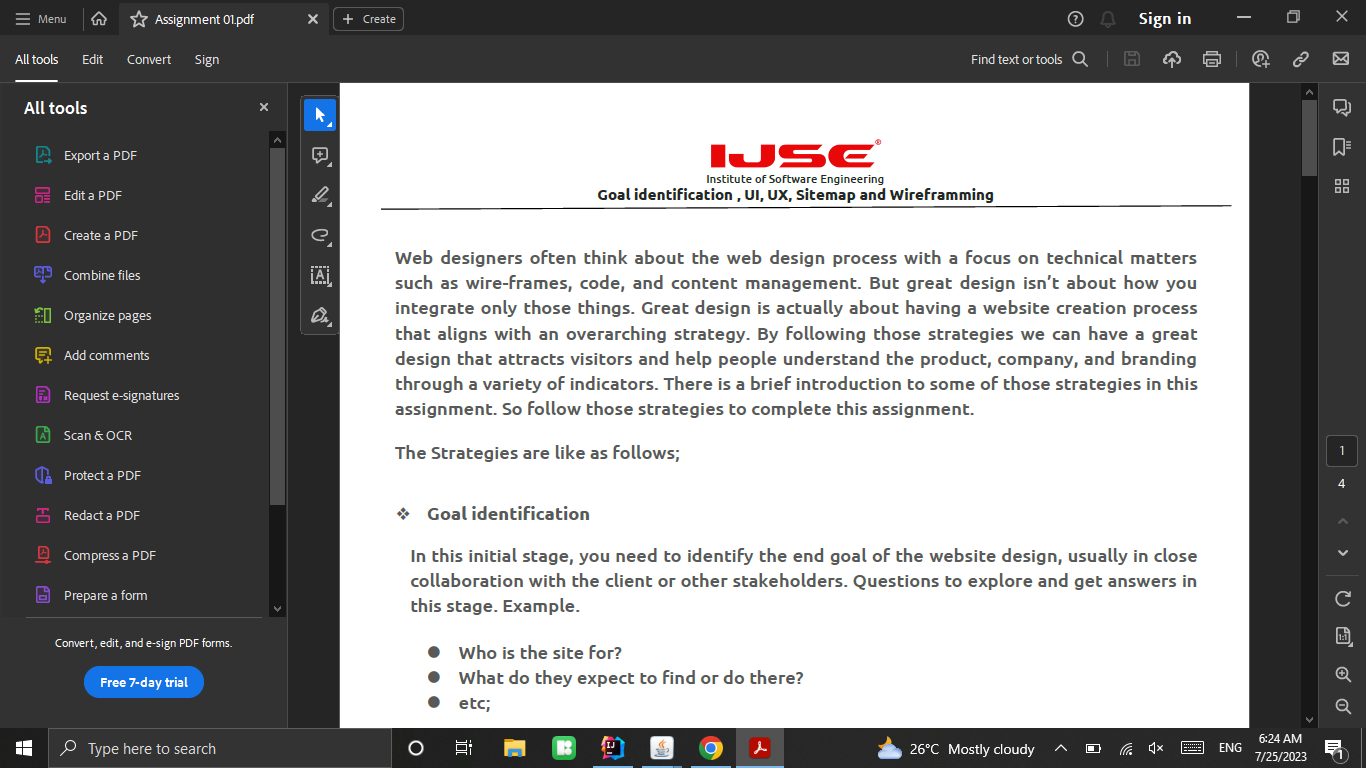 Menu
Assignment 01.pdf
Create
Sign in
All tools
Edit
Convert
Sign
Find text or tools
All tools
Export a PDF
Edit a PDF
Create a PDF
Combine files
Organize pages
Add comments
Request e-signatures
Scan & OCR
Protect a PDF
Redact a PDF
Compress a PDF
Prepare a form
Convert, edit, and e-sign PDF forms.
Free 7-day trial
IJSE®
Institute of Software Engineering
Goal identification , UI, UX, Sitemap and Wireframming
Web designers often think about the web design process with a focus on technical matters
such as wire-frames, code, and content management. But great design isn’t about how you
integrate only those things. Great design is actually about having a website creation process
that aligns with an overarching strategy. By following those strategies we can have a great
design that attracts visitors and help people understand the product, company, and branding
through a variety of indicators. There is a brief introduction to some of those strategies in this
assignment. So follow those strategies to complete this assignment.
The Strategies are like as follows;
❖ Goal identification
In this initial stage, you need to identify the end goal of the website design, usually in close
collaboration with the client or other stakeholders. Questions to explore and get answers in
this stage. Example.
● Who is the site for?
● What do they expect to find or do there?
● etc;
1
4
Type here to search
26°C Mostly cloudy
ENG
6:24 AM
7/25/2023
1